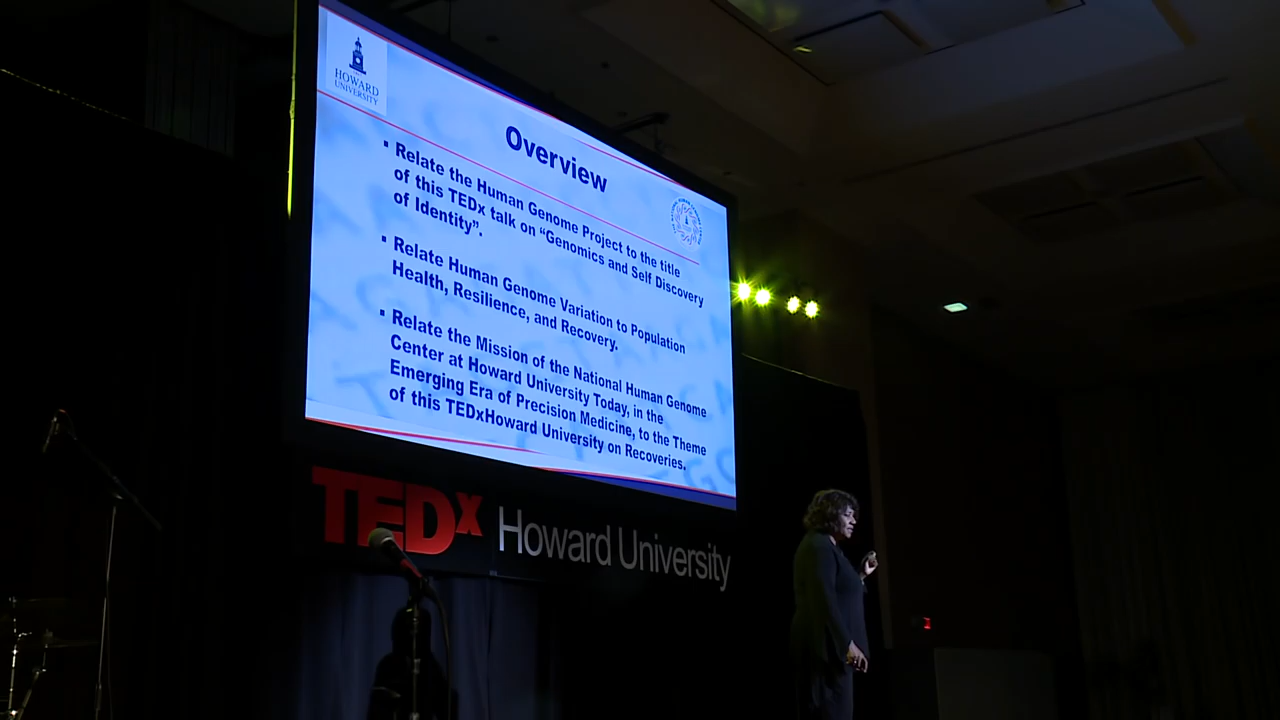 HOWARD
UNIVERSITY
Overview
▪ Relate the Human Genome Project to the title
of this TEDx talk on “Genomics and Self Discovery
of Identity”.
▪ Relate Human Genome Variation to Population
Health, Resilience, and Recovery.
▪ Relate the Mission of the National Human Genome
Center at Howard University Today, in the
Emerging Era of Precision Medicine, to the Theme
of this TEDxHoward University on Recoveries.
TEDx Howard University